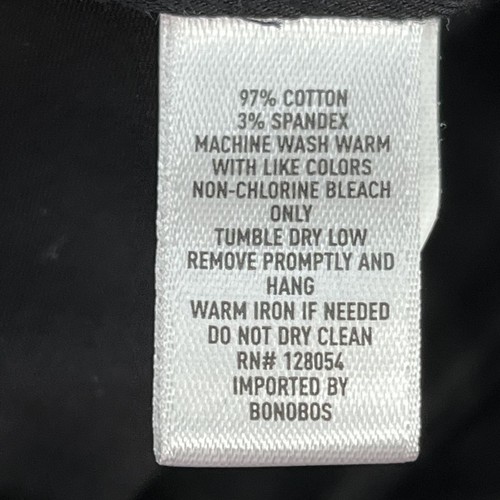 97% COTTON
3% SPANDEX
MACHINE WASH WARM
WITH LIKE COLORS
NON-CHLORINE BLEACH
ONLY
TUMBLE DRY LOW
REMOVE PROMPTLY AND
HANG
WARM IRON IF NEEDED
DO NOT DRY CLEAN
RN# 128054
IMPORTED BY
BONOBOS